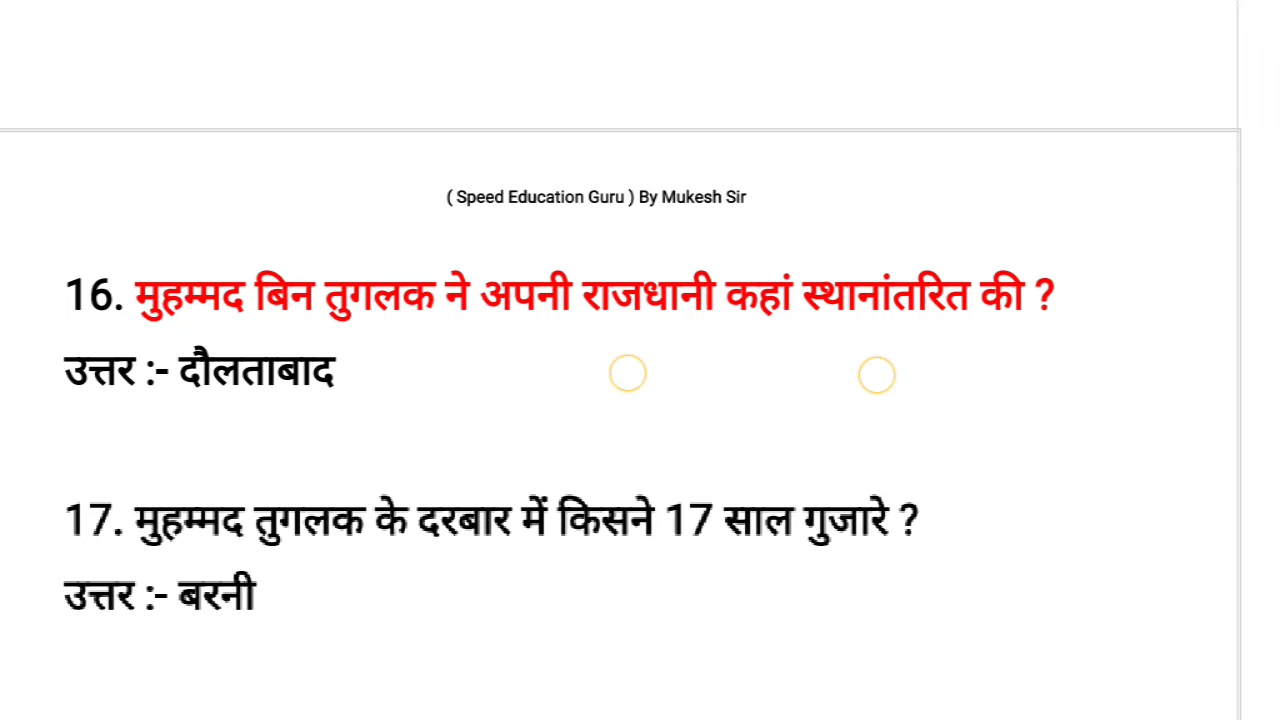 ( Speed Education Guru ) By Mukesh Sir
16. मुहम्मद बिन तुगलक ने अपनी राजधानी कहां स्थानांतरित की ?
उत्तर :- दौलताबाद
17. मुहम्मद तुगलक के दरबार में किसने 17 साल गुजारे ?
उत्तर :- बरनी